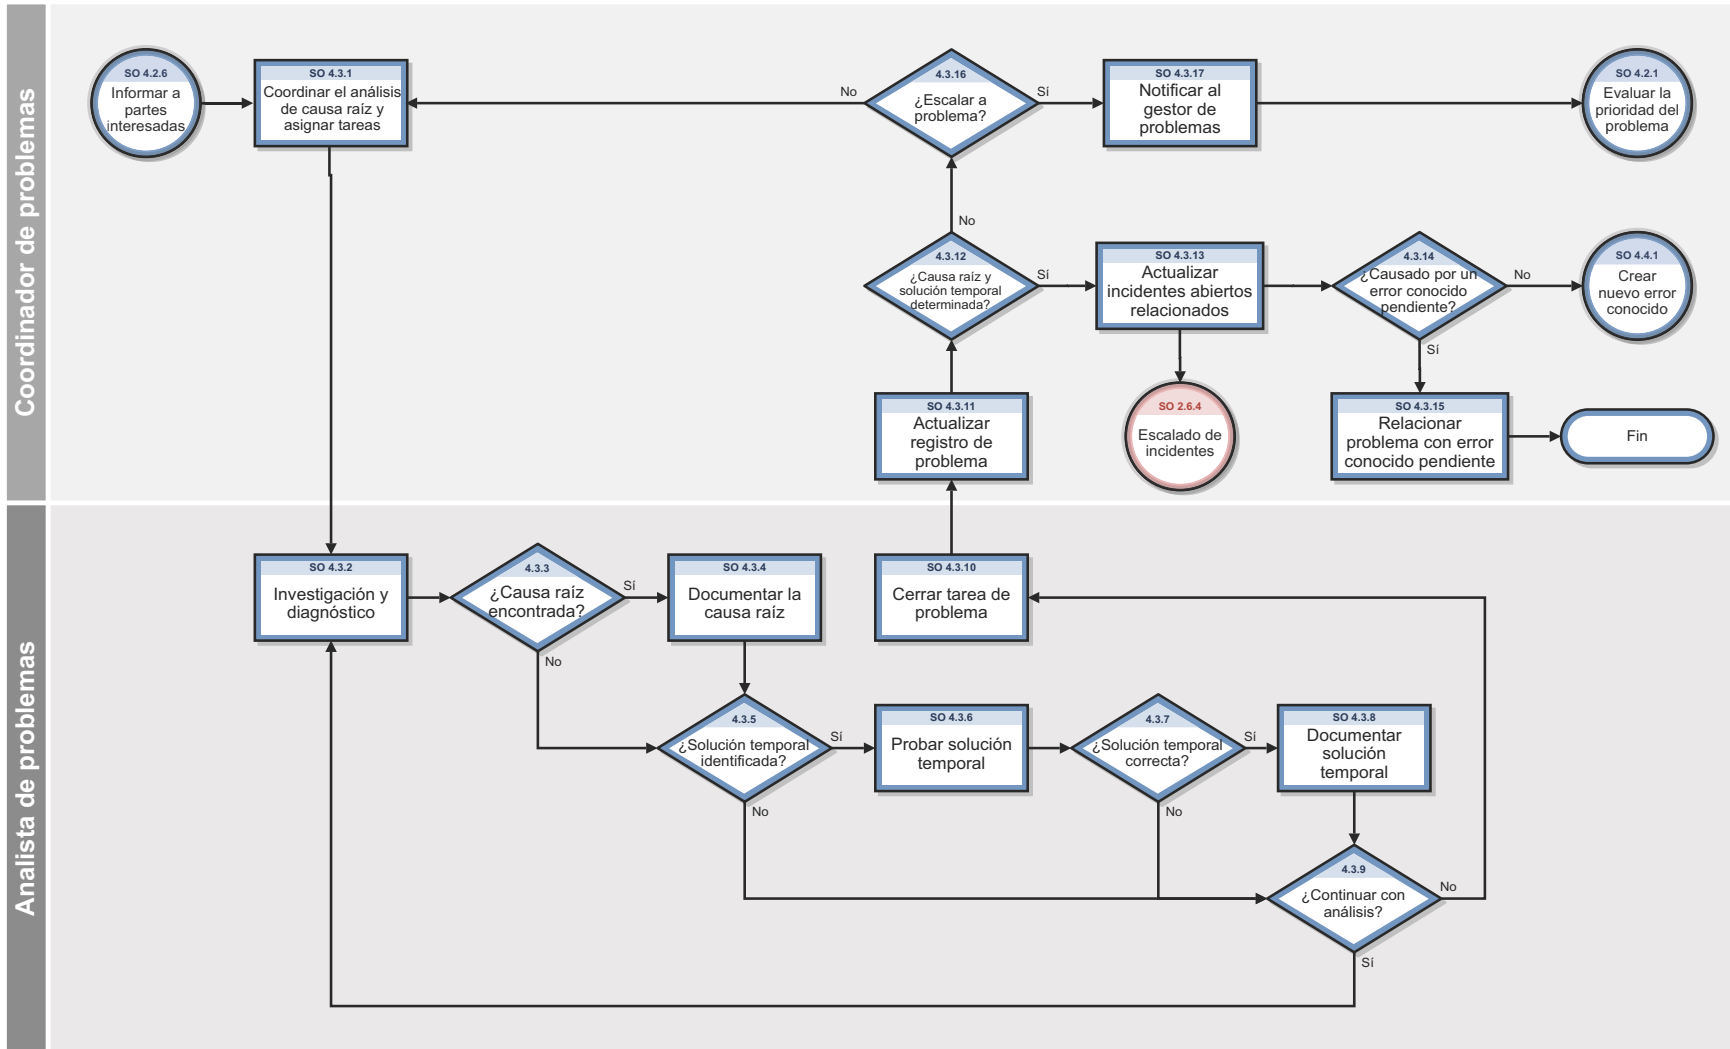 Coordinador de problemas
SO 4.2.6
Informar a
partes
interesadas
SO 4.3.1
Coordinar el análisis
de causa raíz y
asignar tareas
No
4.3.16
¿Escalar a
problema?
Sí
SO 4.3.17
Notificar al
gestor de
problemas
SO 4.2.1
Evaluar la
prioridad del
problema
No
4.3.12
¿Causa raíz y
solución temporal
determinada?
Sí
SO 4.3.13
Actualizar
incidentes abiertos
relacionados
4.3.14
¿Causado por un
error conocido
pendiente?
No
SO 4.4.1
Crear
nuevo error
conocido
Sí
SO 4.3.11
Actualizar
registro de
problema
SO 2.6.4
Escalado de
incidentes
SO 4.3.15
Relacionar
problema con error
conocido pendiente
Fin
Analista de problemas
SO 4.3.2
Investigación y
diagnóstico
4.3.3
¿Causa raíz
encontrada?
Sí
No
SO 4.3.4
Documentar la
causa raíz
SO 4.3.10
Cerrar tarea de
problema
4.3.5
¿Solución temporal
identificada?
Sí
No
SO 4.3.6
Probar solución
temporal
4.3.7
¿Solución temporal
correcta?
Sí
No
SO 4.3.8
Documentar
solución
temporal
4.3.9
¿Continuar con
análisis?
No
Sí